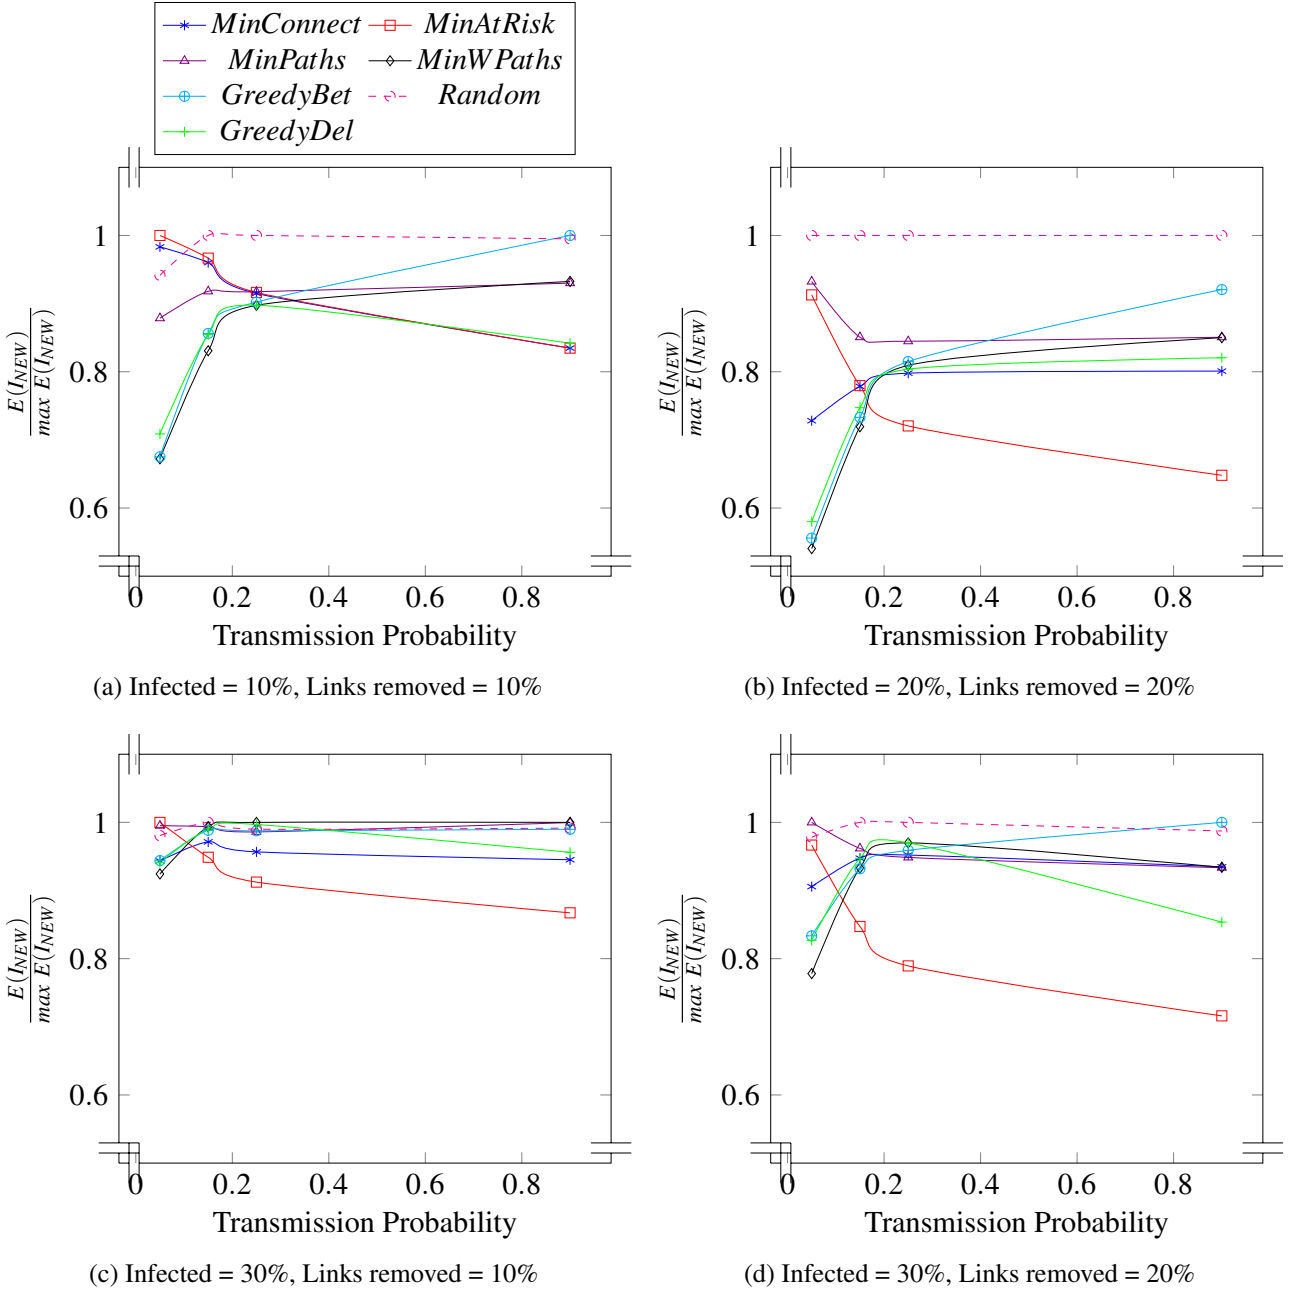 MinConnect MinAtRisk
MinPaths MinWPaths
GreedyBet Random
GreedyDel
1
0.8
0.6
0 0.2 0.4 0.6 0.8
E(I_NEW)
max E(I_NEW)
Transmission Probability
(a) Infected = 10%, Links removed = 10%
1
0.8
0.6
0 0.2 0.4 0.6 0.8
E(I_NEW)
max E(I_NEW)
Transmission Probability
(b) Infected = 20%, Links removed = 20%
1
0.8
0.6
0 0.2 0.4 0.6 0.8
E(I_NEW)
max E(I_NEW)
Transmission Probability
(c) Infected = 30%, Links removed = 10%
1
0.8
0.6
0 0.2 0.4 0.6 0.8
E(I_NEW)
max E(I_NEW)
Transmission Probability
(d) Infected = 30%, Links removed = 20%